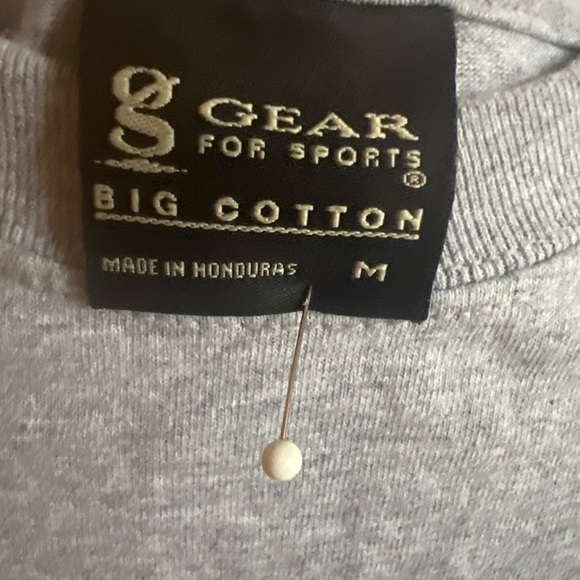 g
GEAR
FOR SPORTS
®
BIG COTTON
MADE IN HONDURAS M